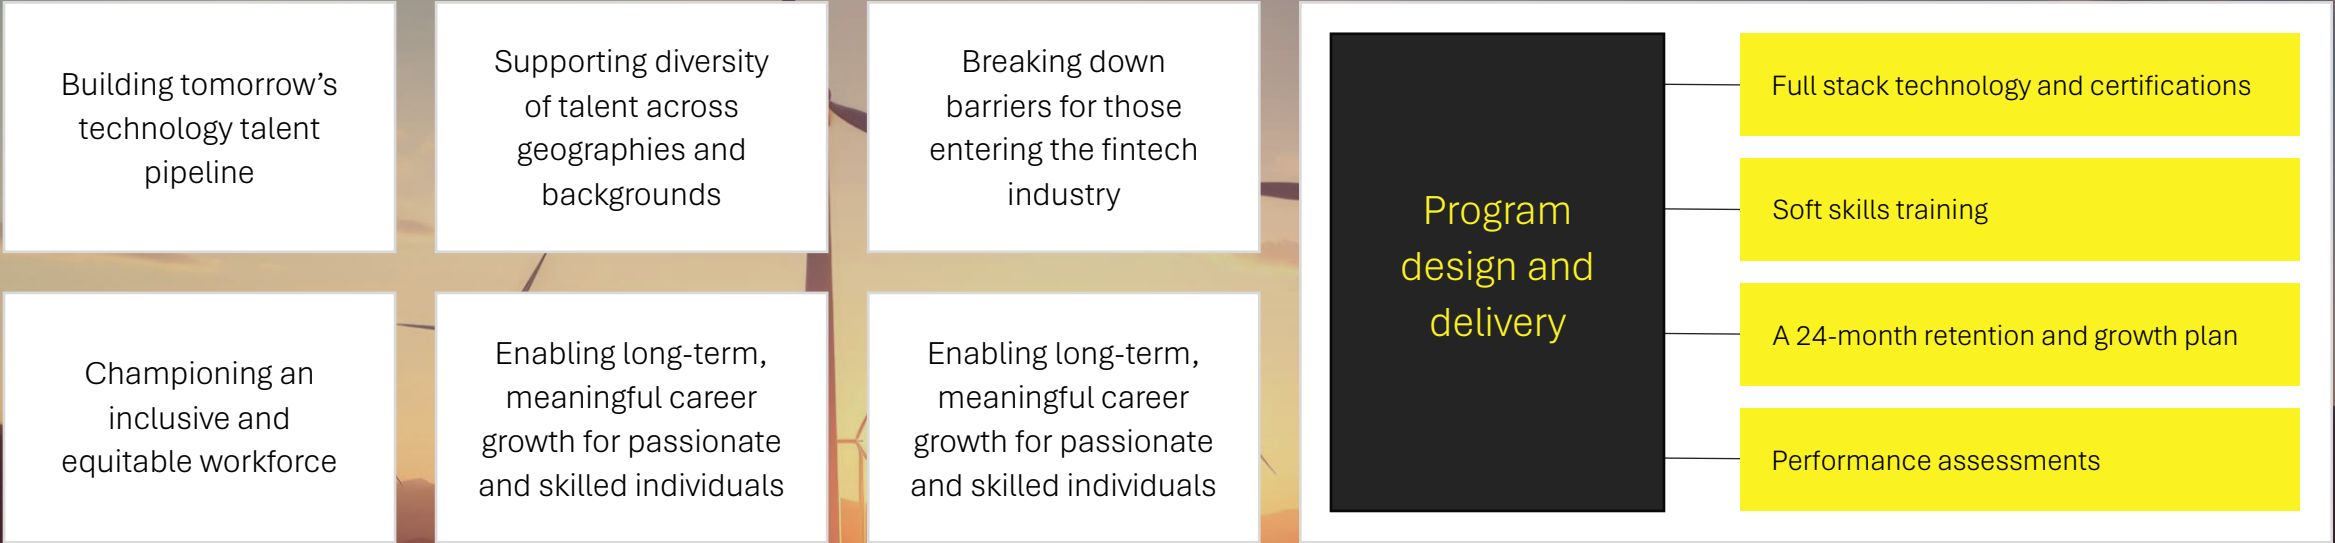 Building tomorrow’s
technology talent
pipeline
Supporting diversity
of talent across
geographies and
backgrounds
Breaking down
barriers for those
entering the fintech
industry
Championing an
inclusive and
equitable workforce
Enabling long-term,
meaningful career
growth for passionate
and skilled individuals
Enabling long-term,
meaningful career
growth for passionate
and skilled individuals
Program
design and
delivery
Full stack technology and certifications
Soft skills training
A 24-month retention and growth plan
Performance assessments